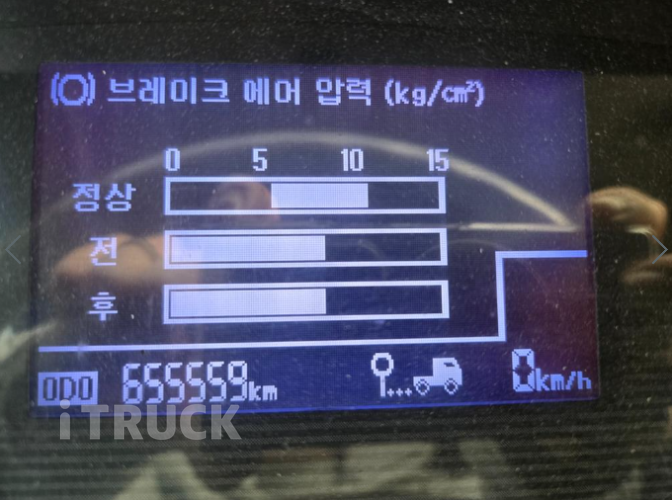 브레이크 에어 압력 (kg/cm²)
0 5 10 15
정상
전
후
ODO 655559km 0km/h
iTRUCK